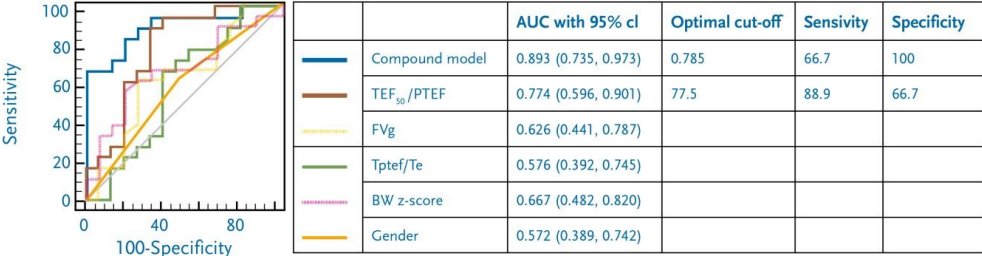 100
80
60
40
20
0
Sensitivity
0 40 80
100-Specificity
AUC with 95% cl Optimal cut-off Sensivity Specificity
Compound model 0.893 (0.735, 0.973) 0.785 66.7 100
TEF50/PTEF 0.774 (0.596, 0.901) 77.5 88.9 66.7
FVg 0.626 (0.441, 0.787)
Tptef/Te 0.576 (0.392, 0.745)
BW z-score 0.667 (0.482, 0.820)
Gender 0.572 (0.389, 0.742)